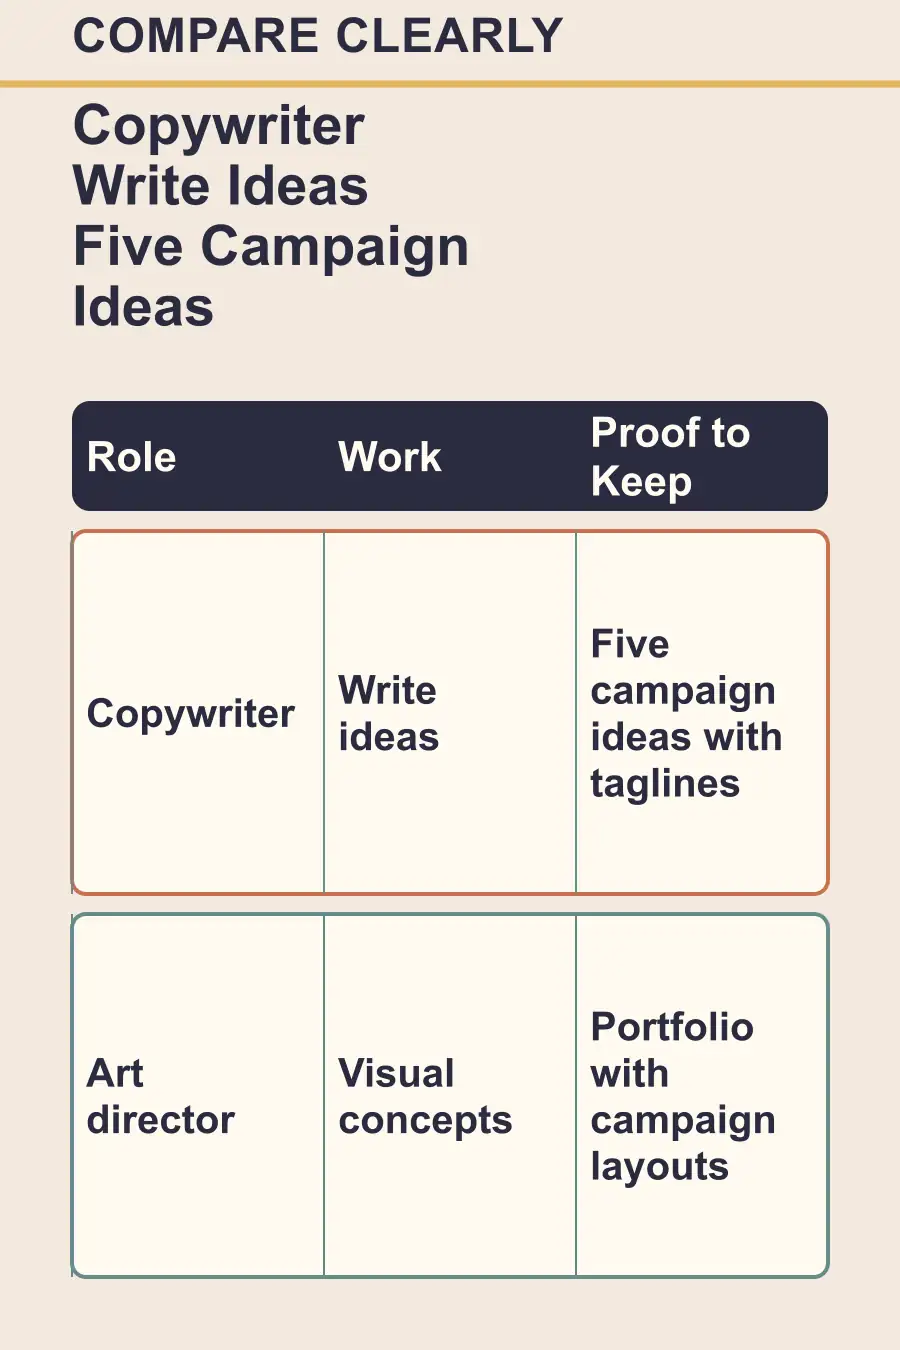 COMPARE CLEARLY
Copywriter
Write Ideas
Five Campaign
Ideas
Role
Work
Proof to
Keep
Copywriter
Write
ideas
Five
campaign
ideas with
taglines
Art
director
Visual
concepts
Portfolio
with
campaign
layouts